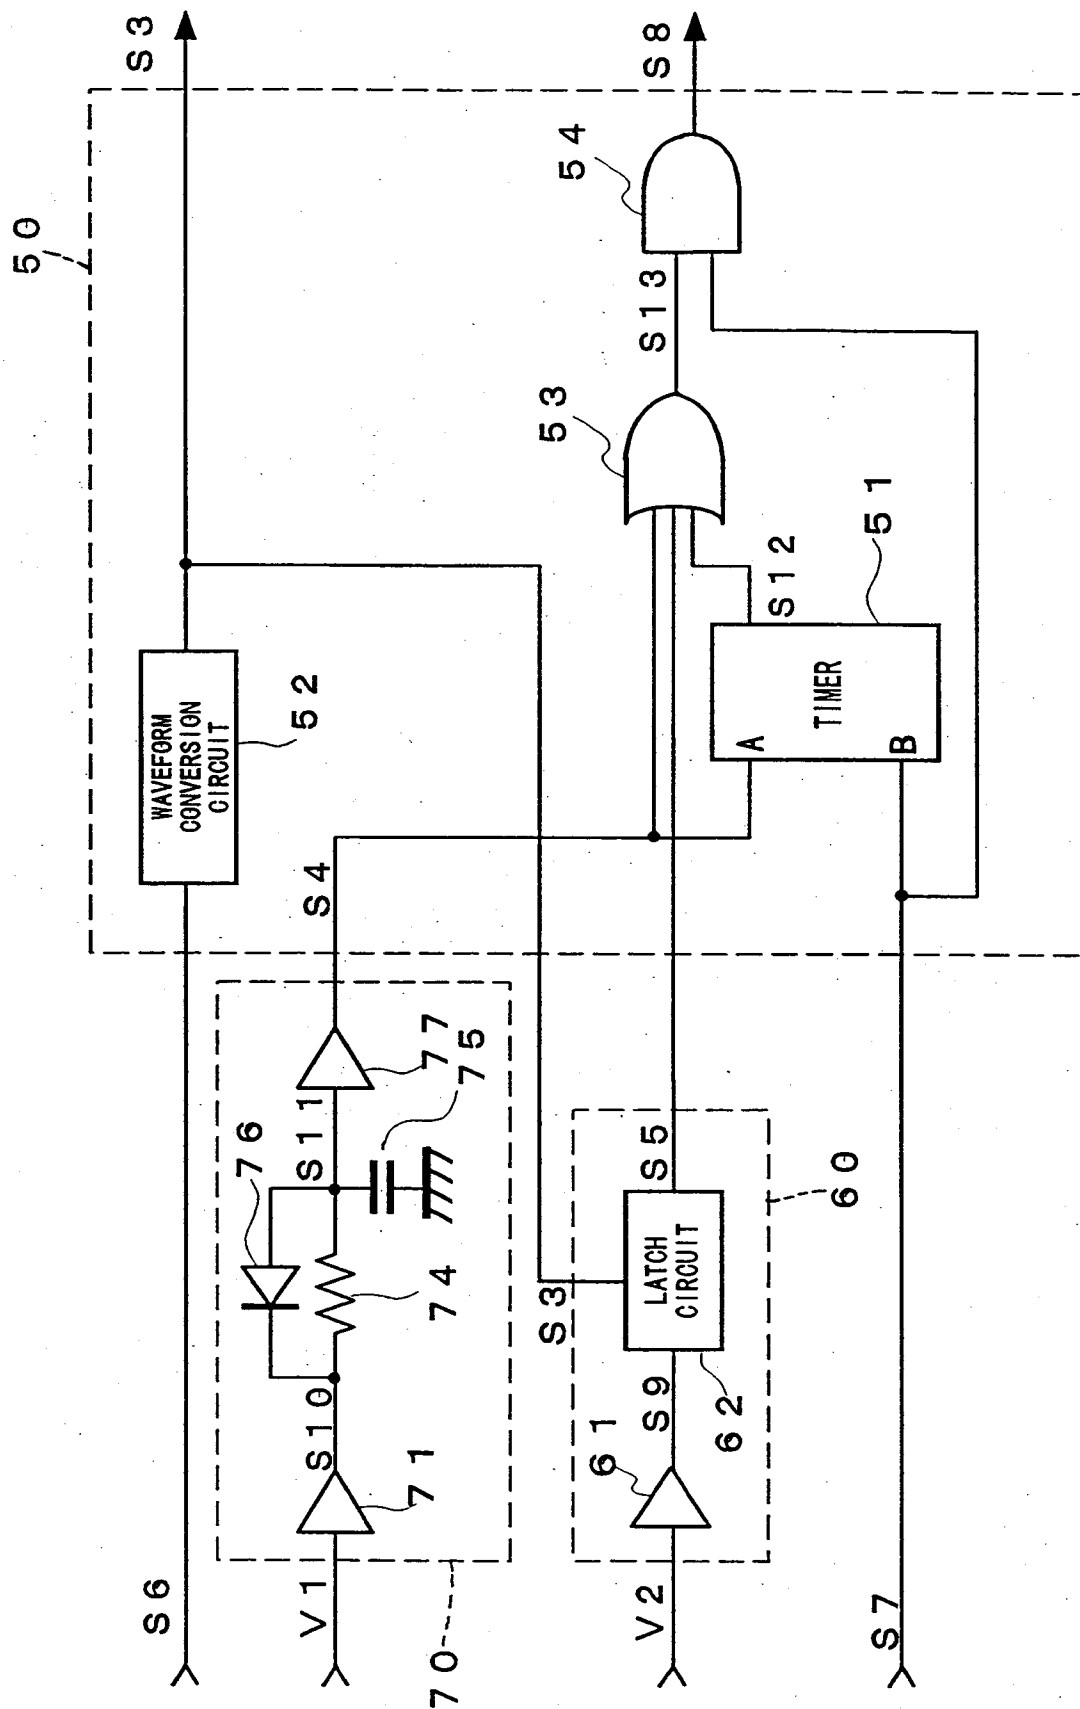 S6
WAVEFORM
CONVERSION
CIRCUIT
52
50
S3
V1
71
S10
76
74
S11
75
77
S4
70
V2
61
S9
LATCH
CIRCUIT
62
S3
S5
60
53
S13
54
S8
S12
A
TIMER
B
51
S7